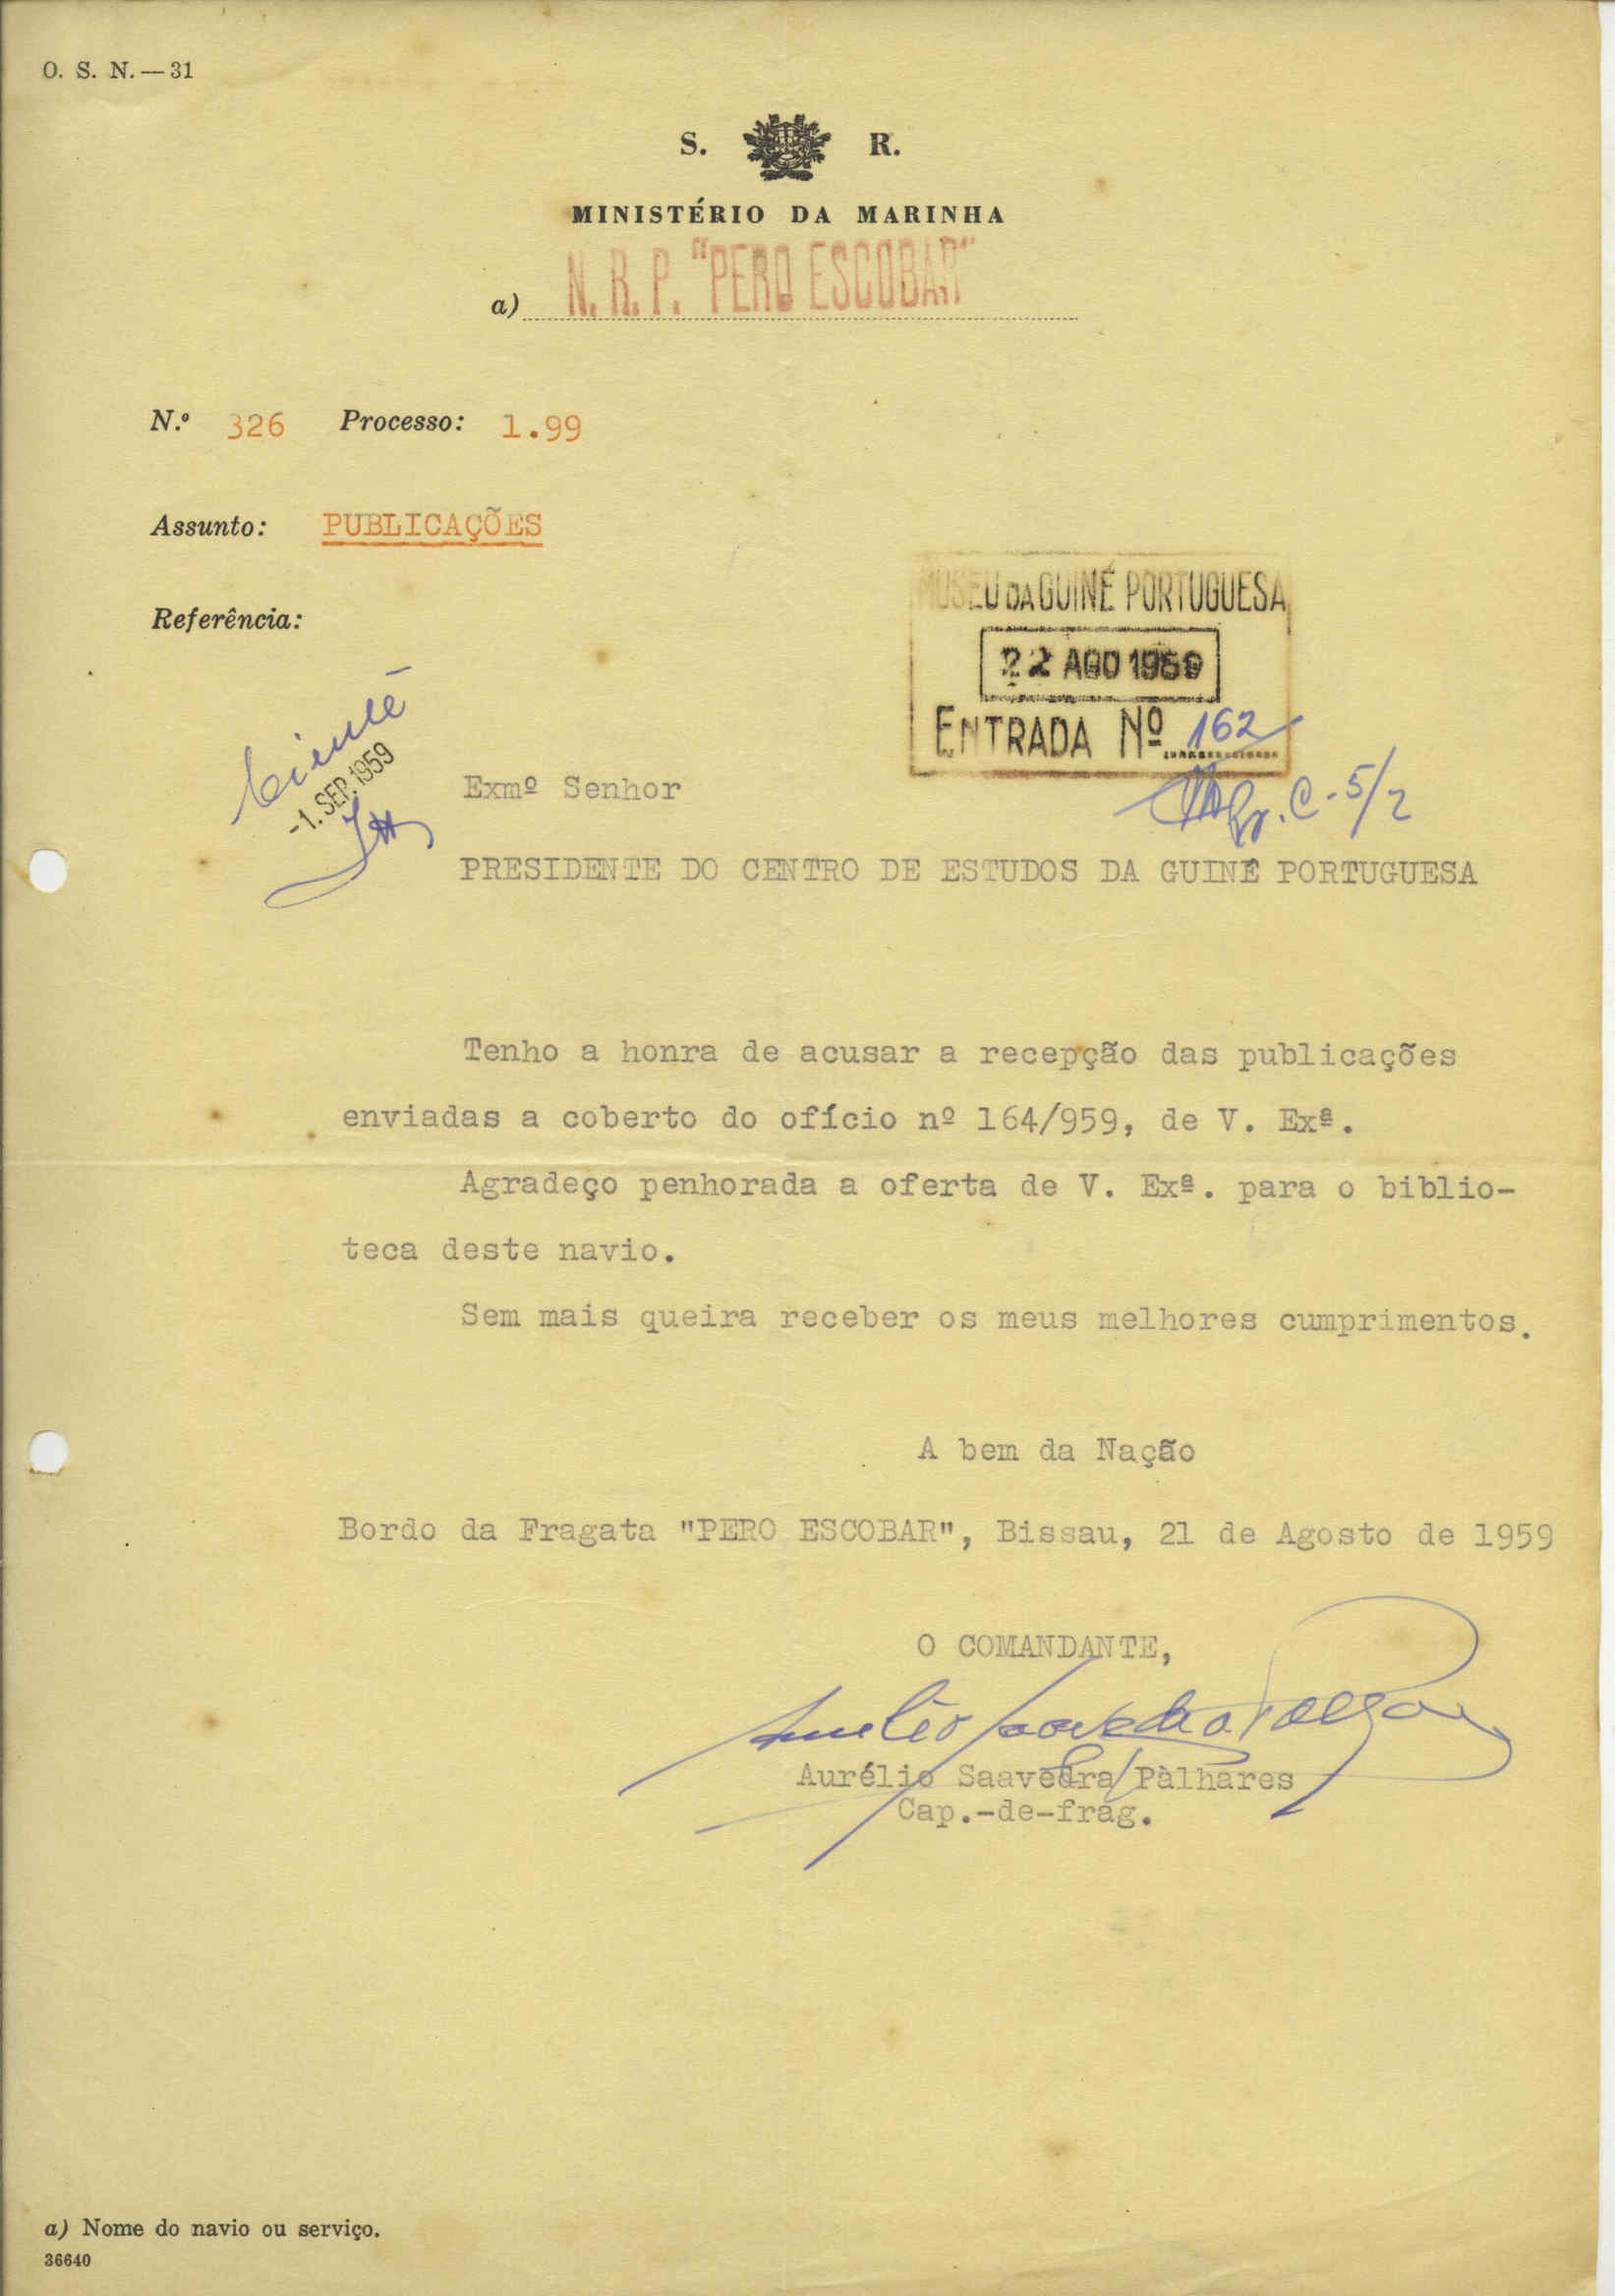 O. S. N. — 31
S. R.
MINISTÉRIO DA MARINHA
a) N. R. P. "PERO ESCOBAR"
N.º 326 Processo: 1.99
Assunto: PUBLICAÇÕES
Referência:
MUSEU DA GUINÉ PORTUGUESA
22 AGO 1959
ENTRADA Nº 162
C-5/2
Ciente
-1. SEP. 1959
Exmº Senhor
PRESIDENTE DO CENTRO DE ESTUDOS DA GUINÉ PORTUGUESA
Tenho a honra de acusar a recepção das publicações
enviadas a coberto do ofício nº 164/959, de V. Exª.
Agradeço penhorada a oferta de V. Exª. para o biblio-
teca deste navio.
Sem mais queira receber os meus melhores cumprimentos.
A bem da Nação
Bordo da Fragata "PERO ESCOBAR", Bissau, 21 de Agosto de 1959
O COMANDANTE,
Aurélio Saavedra Pàlhares
Cap.-de-frag.
a) Nome do navio ou serviço.
36640